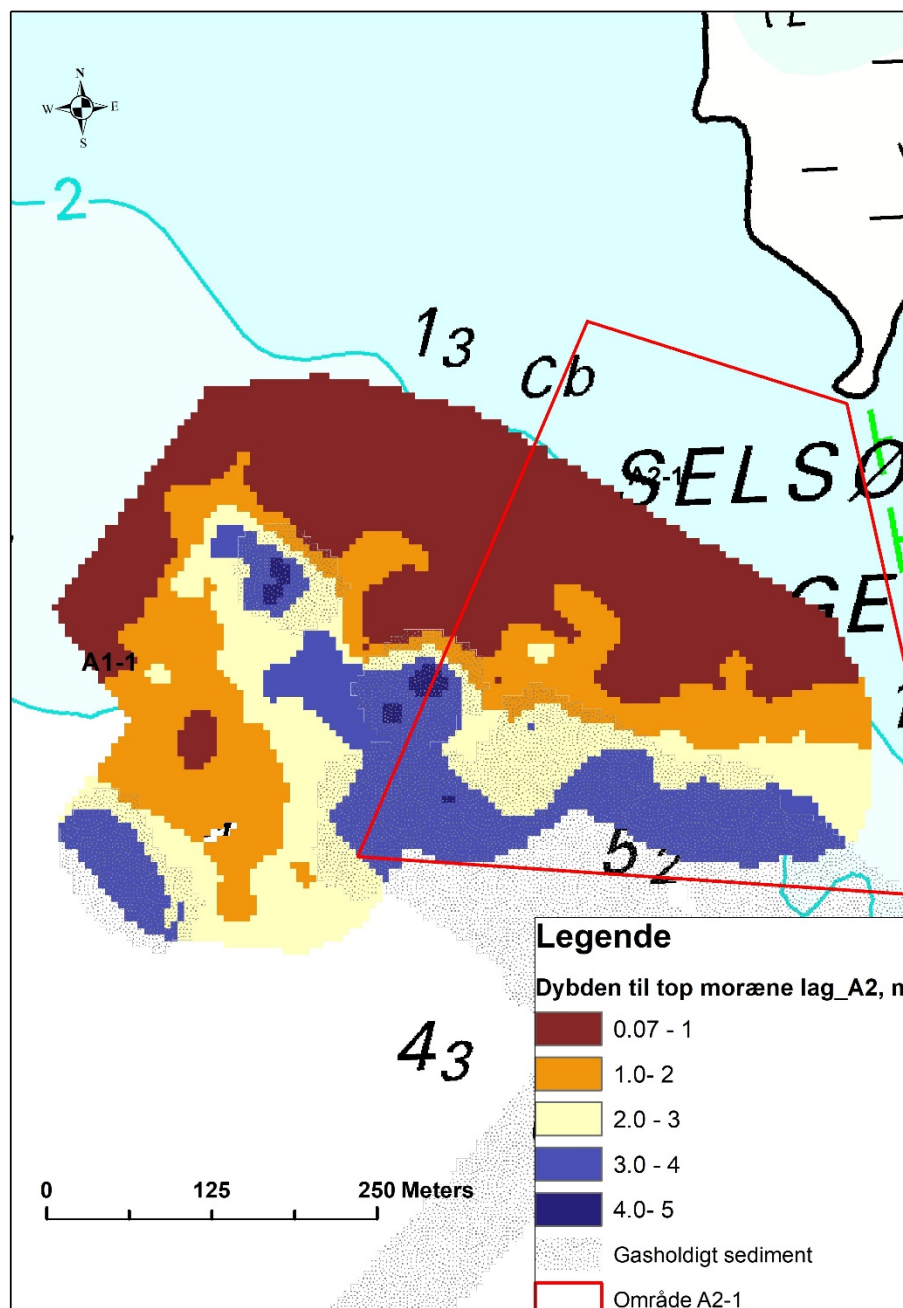 N
W E
S
2
13
Cb
SELSØ
A2-1
GE
A1-1
52
43
Legende
Dybden til top moræne lag_A2, m
0.07 - 1
1.0- 2
2.0 - 3
3.0 - 4
4.0- 5
Gasholdigt sediment
Område A2-1
0 125 250 Meters